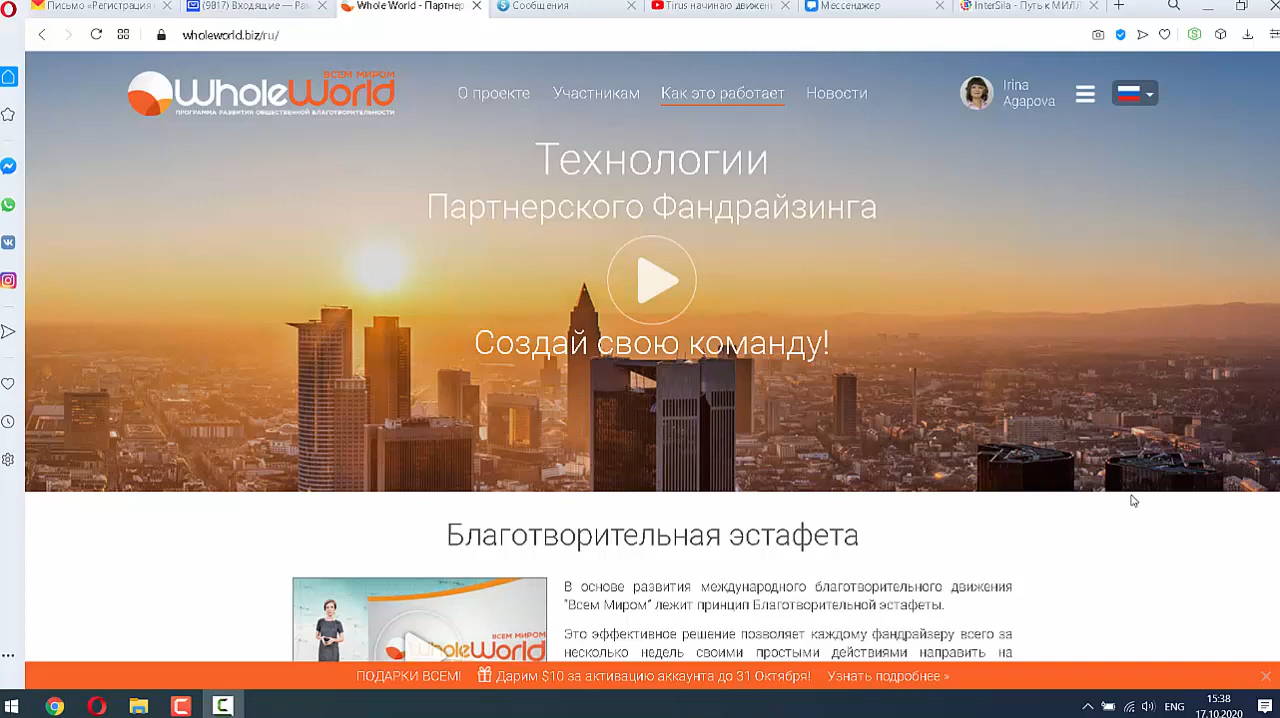 Письмо «Регистрация
(9817) Входящие — Рам
Whole World - Партнер
Сообщения
Tirus начинаю движен
Мессенджер
InterSila - Путь к МИЛЛ
wholeworld.biz/ru/
ВСЕМ МИРОМ
WholeWorld
ПРОГРАММА РАЗВИТИЯ ОБЩЕСТВЕННОЙ БЛАГОТВОРИТЕЛЬНОСТИ
О проекте Участникам Как это работает Новости
Irina
Agapova
Технологии
Партнерского Фандрайзинга
Создай свою команду!
Благотворительная эстафета
В основе развития международного благотворительного движения
"Всем Миром" лежит принцип Благотворительной эстафеты.
Это эффективное решение позволяет каждому фандрайзеру всего за
несколько недель своими простыми действиями направить на
ВСЕМ МИРОМ
WholeWorld
ПОДАРКИ ВСЕМ! Дарим $10 за активацию аккаунта до 31 Октября! Узнать подробнее »
ENG
15:38
17.10.2020